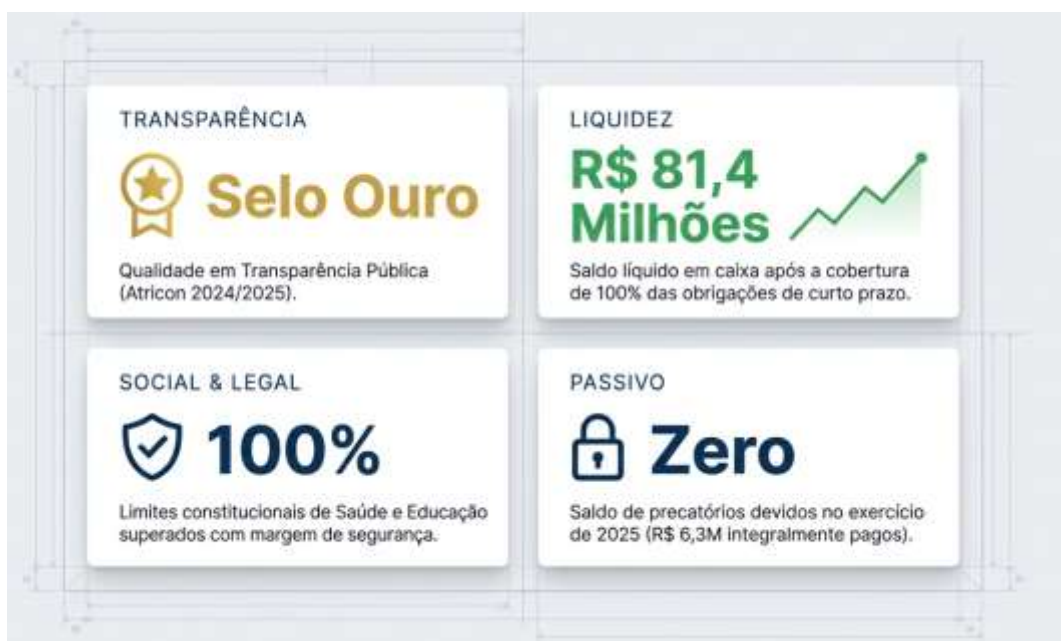 TRANSPARÊNCIA
Selo Ouro
Qualidade em Transparência Pública
(Atricon 2024/2025).
LIQUIDEZ
R$ 81,4
Milhões
Saldo líquido em caixa após a cobertura
de 100% das obrigações de curto prazo.
SOCIAL & LEGAL
100%
Limites constitucionais de Saúde e Educação
superados com margem de segurança.
PASSIVO
Zero
Saldo de precatórios devidos no exercício
de 2025 (R$ 6,3M integralmente pagos).